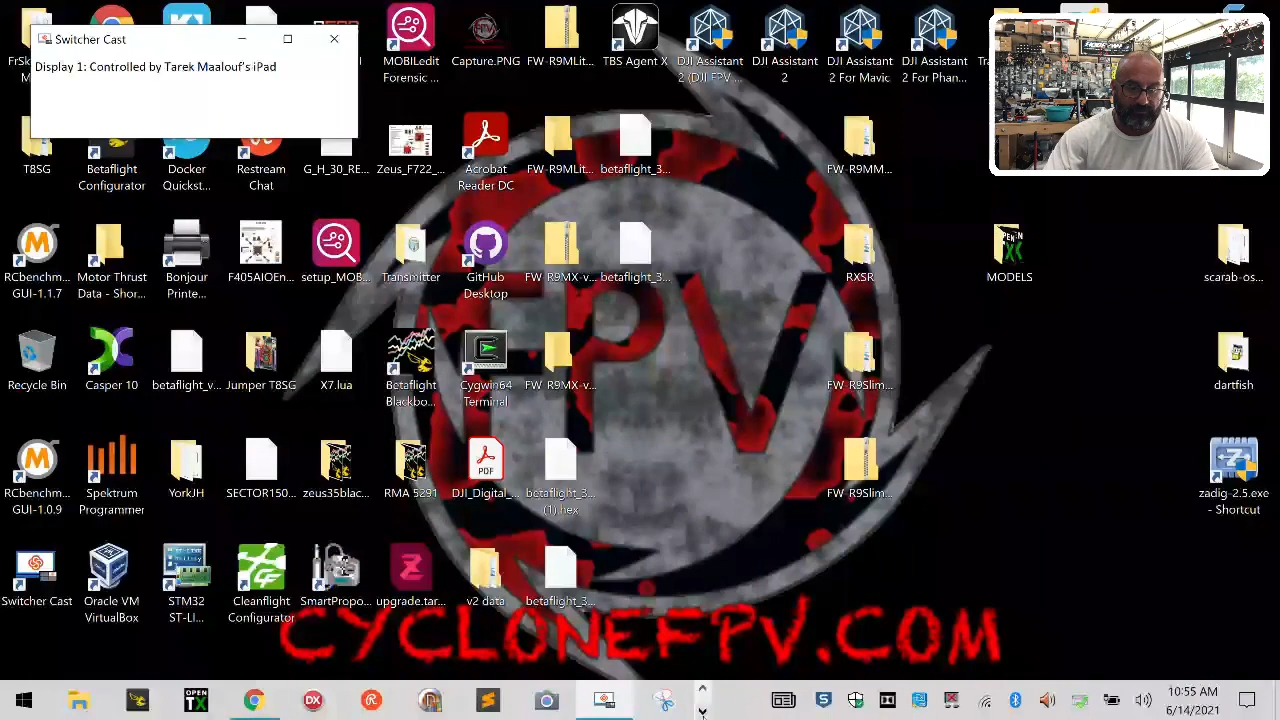 Switcher Cast
Display 1: Controlled by Tarek Maalouf's iPad
MOBILedit
Forensic ...
Capture.PNG
FW-R9MLit...
TBS Agent X
DJI Assistant
2 (DJI FPV ...
DJI Assistant
2
DJI Assistant
2 For Mavic
DJI Assistant
2 For Phan...
T8SG
Betaflight
Configurator
Docker
Quickst...
Restream
Chat
G_H_30_RE...
Zeus_F722_...
Acrobat
Reader DC
FW-R9MLit...
betaflight_3...
FW-R9MM...
RCbenchm...
GUI-1.1.7
Motor Thrust
Data - Shor...
Bonjour
Printe...
F405AIOEn...
setup_MOB...
Transmitter
GitHub
Desktop
FW-R9MX-v...
betaflight_3...
RXSR
MODELS
scarab-os...
Recycle Bin
Casper 10
betaflight_v...
Jumper T8SG
X7.lua
Betaflight
Blackbo...
Cygwin64
Terminal
FW-R9MX-v...
FW-R9Slim...
dartfish
RCbenchm...
GUI-1.0.9
Spektrum
Programmer
YorkJH
SECTOR150...
zeus35blac...
RMA 5291
PDF
DJI_Digital_...
betaflight_3...
(1).hex
FW-R9Slim...
zadig-2.5.exe
- Shortcut
Switcher Cast
Oracle VM
VirtualBox
STM32
ST-LI...
Cleanflight
Configurator
SmartPropo...
upgrade.tar...
v2 data
betaflight_3...
FPV
CYCLONEFPV.COM
OPEN
TX
DX
10:55 AM
6/14/2021